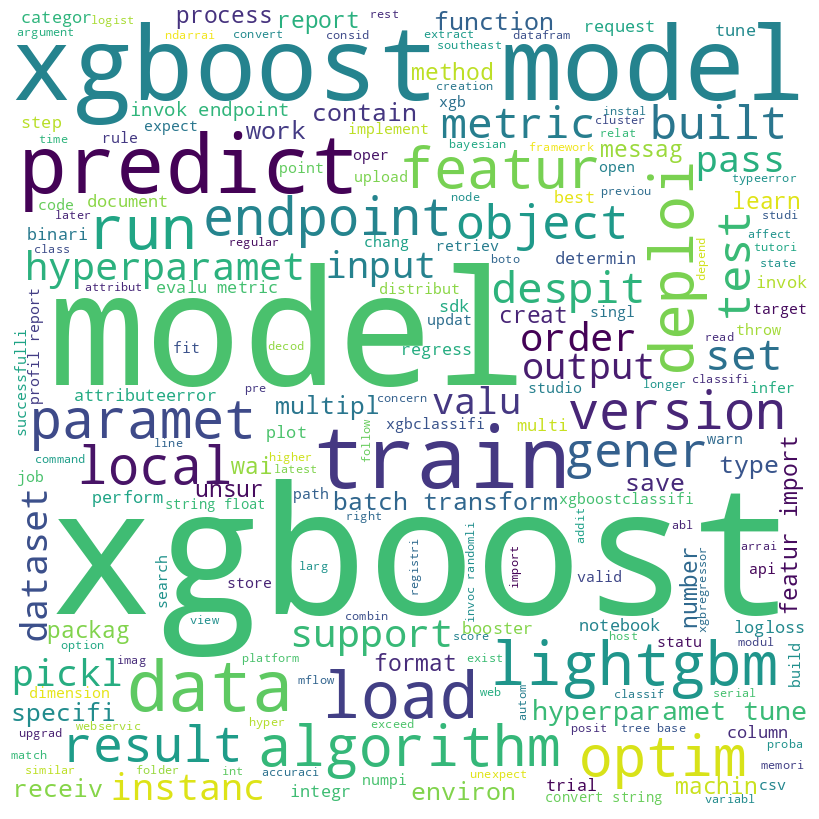 categor
logist
process
report
rest
function
request
tune
argument
ndarrai
convert
consid
extract
datafram
southeast
xgboost model
method
creation
xgb
step
invok endpoint
contain
metric
built
time
rule
expect
work
implement
cluster
instal
relat
bayesian
framework
predict
oper
featur
messag
pass
code
document
point
upload
best
open
previou
typeerror
later
node
binari
run
endpoint
object
deploi
test
learn
studi
class
regular
chang
retriev
determin
affect
tutori
depend
state
hyperparamet
input
boto
despit
invok
attribut
evalu metric
distribut
sdk
singl
target
model
updat
creat
throw
profil report
successfulli
fit
decod
regress
order
read
set
pre
concern
output
studio
longer
classifi
infer
attributeerror
multipl
valu
version
paramet
xgbclassifi
multi
line
plot
follow
train
gener
warn
command
higher
latest
wai
local
type
job
unsur
path
save
perform
string float
batch transform
xgboostclassifi
featur import
dataset
right
addit
abl
arrai
search
store
xgboost
larg
registri
invoc randomli
import
valid
number
xgbregressor
api
view
combin
notebook
host
logloss
packag
support
booster
score
statu
modul
option
build
pickl
imag
platform
format
exist
lightgbm
dimension
data
mflow
load
web
autom
classif
serial
specifi
hyper
hyperparamet tune
upgrad
webservic
exceed
posit
tree base
column
proba
match
result
algorithm
optim
memori
similar
folder
int
accuraci
unexpect
trial
machin
csv
receiv
instanc
integr
numpi
environ
convert string
variabl